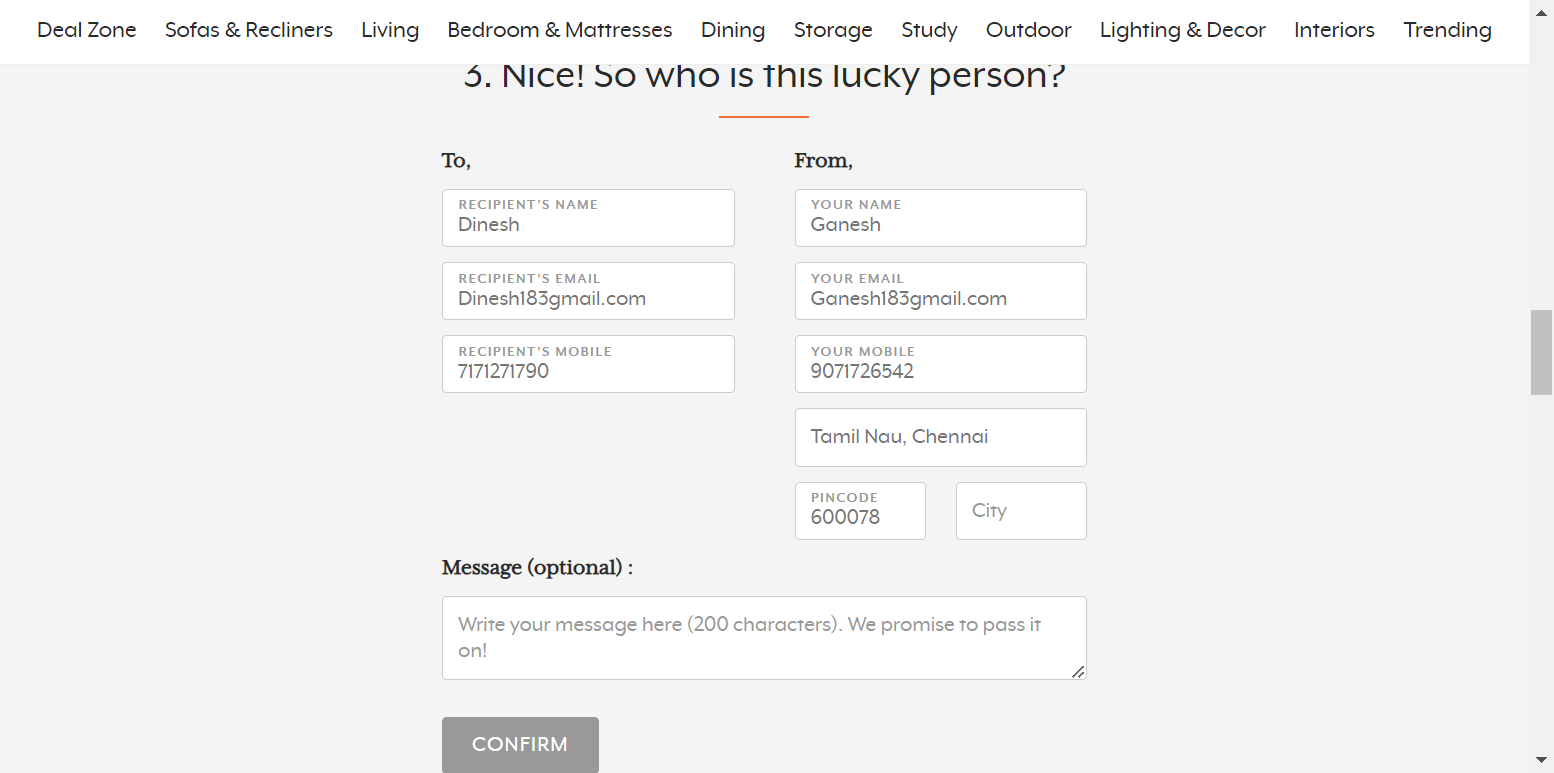 Deal Zone Sofas & Recliners Living Bedroom & Mattresses Dining Storage Study Outdoor Lighting & Decor Interiors Trending
3. Nice! So who is this lucky person?
To,
RECIPIENT'S NAME
Dinesh
RECIPIENT'S EMAIL
Dinesh183gmail.com
RECIPIENT'S MOBILE
7171271790
From,
YOUR NAME
Ganesh
YOUR EMAIL
Ganesh183gmail.com
YOUR MOBILE
9071726542
Tamil Nau, Chennai
PINCODE
600078
City
Message (optional) :
Write your message here (200 characters). We promise to pass it
on!
CONFIRM